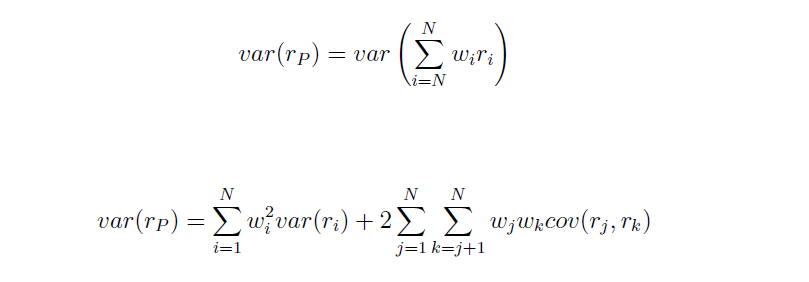 var(r_P) = var\left(\sum_{i=N}^{N} w_i r_i\right)
var(r_P) = \sum_{i=1}^{N} w_i^2 var(r_i) + 2 \sum_{j=1}^{N} \sum_{k=j+1}^{N} w_j w_k cov(r_j, r_k)